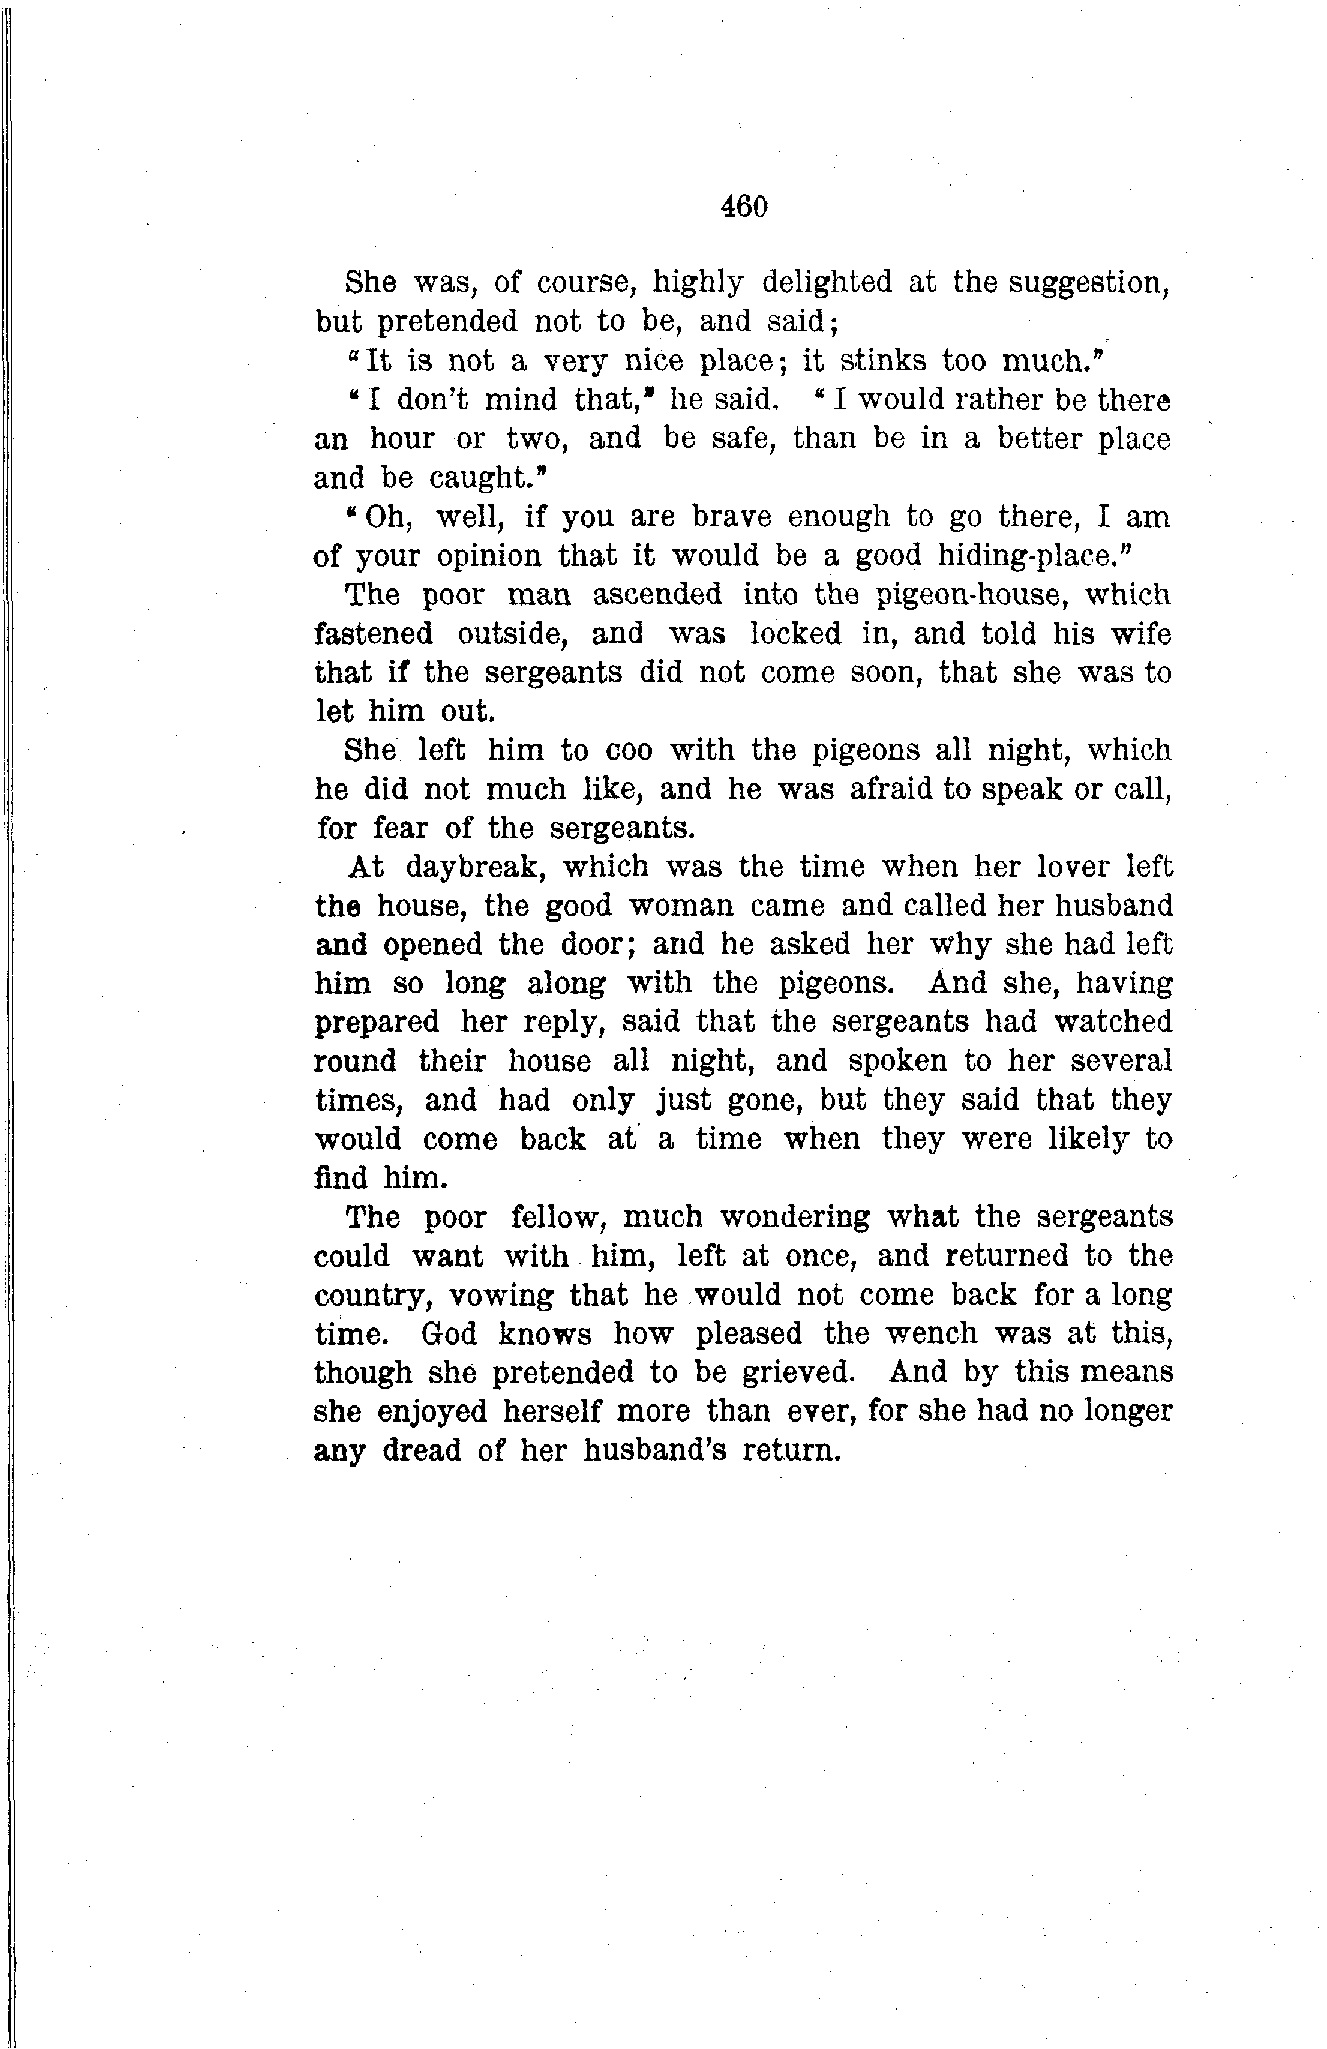 460
She was, of course, highly delighted at the suggestion,
but pretended not to be, and said;
"It is not a very nice place; it stinks too much."
"I don't mind that," he said. "I would rather be there
an hour or two, and be safe, than be in a better place
and be caught."
"Oh, well, if you are brave enough to go there, I am
of your opinion that it would be a good hiding-place."
The poor man ascended into the pigeon-house, which
fastened outside, and was locked in, and told his wife
that if the sergeants did not come soon, that she was to
let him out.
She left him to coo with the pigeons all night, which
he did not much like, and he was afraid to speak or call,
for fear of the sergeants.
At daybreak, which was the time when her lover left
the house, the good woman came and called her husband
and opened the door; and he asked her why she had left
him so long along with the pigeons. And she, having
prepared her reply, said that the sergeants had watched
round their house all night, and spoken to her several
times, and had only just gone, but they said that they
would come back at a time when they were likely to
find him.
The poor fellow, much wondering what the sergeants
could want with him, left at once, and returned to the
country, vowing that he would not come back for a long
time. God knows how pleased the wench was at this,
though she pretended to be grieved. And by this means
she enjoyed herself more than ever, for she had no longer
any dread of her husband's return.